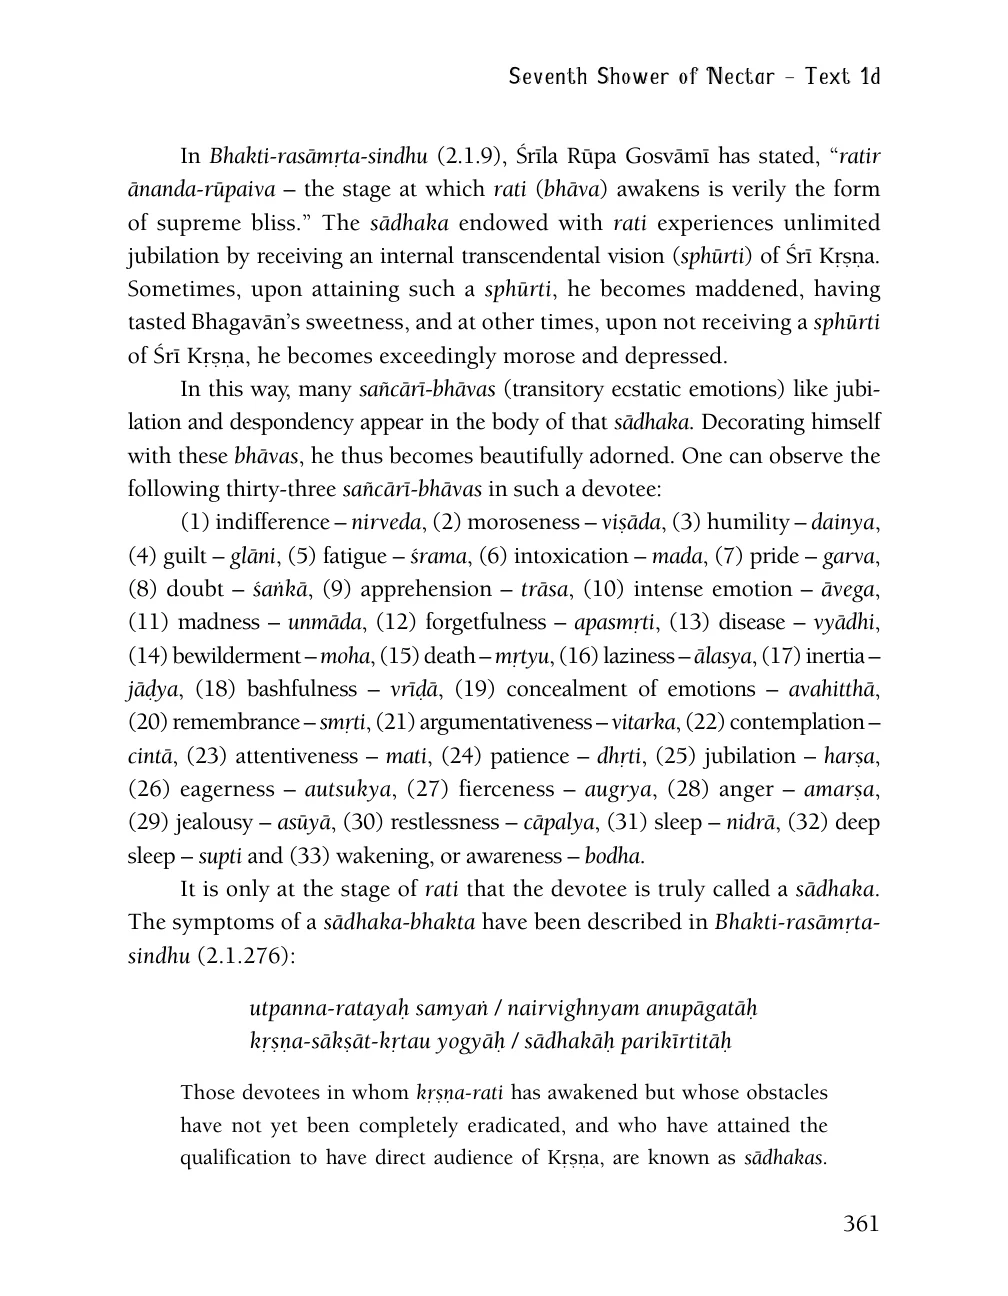 Seventh Shower of Nectar – Text 1d
In Bhakti-rasāmṛta-sindhu (2.1.9), Śrīla Rūpa Gosvāmī has stated, “ratir
ānanda-rūpaiva – the stage at which rati (bhāva) awakens is verily the form
of supreme bliss.” The sādhaka endowed with rati experiences unlimited
jubilation by receiving an internal transcendental vision (sphūrti) of Śrī Kṛṣṇa.
Sometimes, upon attaining such a sphūrti, he becomes maddened, having
tasted Bhagavān’s sweetness, and at other times, upon not receiving a sphūrti
of Śrī Kṛṣṇa, he becomes exceedingly morose and depressed.
In this way, many sañcārī-bhāvas (transitory ecstatic emotions) like jubi-
lation and despondency appear in the body of that sādhaka. Decorating himself
with these bhāvas, he thus becomes beautifully adorned. One can observe the
following thirty-three sañcārī-bhāvas in such a devotee:
(1) indifference – nirveda, (2) moroseness – viṣāda, (3) humility – dainya,
(4) guilt – glāni, (5) fatigue – śrama, (6) intoxication – mada, (7) pride – garva,
(8) doubt – śaṅkā, (9) apprehension – trāsa, (10) intense emotion – āvega,
(11) madness – unmāda, (12) forgetfulness – apasmṛti, (13) disease – vyādhi,
(14) bewilderment – moha, (15) death – mṛtyu, (16) laziness – ālasya, (17) inertia –
jāḍya, (18) bashfulness – vrīḍā, (19) concealment of emotions – avahitthā,
(20) remembrance – smṛti, (21) argumentativeness – vitarka, (22) contemplation –
cintā, (23) attentiveness – mati, (24) patience – dhṛti, (25) jubilation – harṣa,
(26) eagerness – autsukya, (27) fierceness – augrya, (28) anger – amarṣa,
(29) jealousy – asūyā, (30) restlessness – cāpalya, (31) sleep – nidrā, (32) deep
sleep – supti and (33) wakening, or awareness – bodha.
It is only at the stage of rati that the devotee is truly called a sādhaka.
The symptoms of a sādhaka-bhakta have been described in Bhakti-rasāmṛta-
sindhu (2.1.276):
utpanna-ratayaḥ samyaṅ / nairvighnyam anupāgatāḥ
kṛṣṇa-sākṣāt-kṛtau yogyāḥ / sādhakāḥ parikīrtitāḥ
Those devotees in whom kṛṣṇa-rati has awakened but whose obstacles
have not yet been completely eradicated, and who have attained the
qualification to have direct audience of Kṛṣṇa, are known as sādhakas.
361